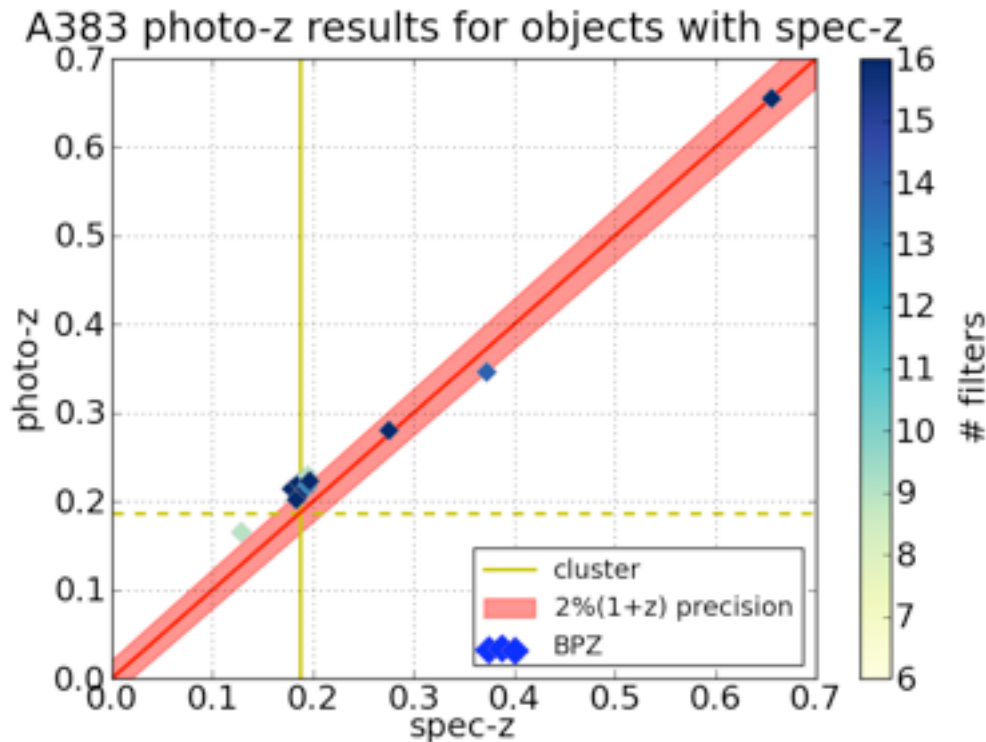 A383 photo-z results for objects with spec-z
0.7
0.6
0.5
0.4
0.3
0.2
0.1
0.0
photo-z
0.0 0.1 0.2 0.3 0.4 0.5 0.6 0.7
spec-z
cluster
2%(1+z) precision
BPZ
16
15
14
13
12
11
10
9
8
7
6
# filters